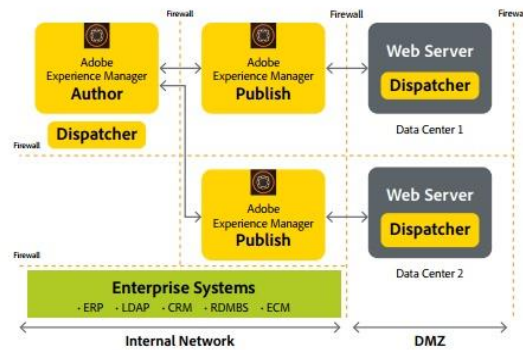 Firewall
Firewall
Firewall
Adobe
Experience Manager
Author
Adobe
Experience Manager
Publish
Web Server
Dispatcher
Data Center 1
Dispatcher
Firewall
Adobe
Experience Manager
Publish
Web Server
Dispatcher
Data Center 2
Firewall
Enterprise Systems
• ERP • LDAP • CRM • RDMBS • ECM
Internal Network
DMZ